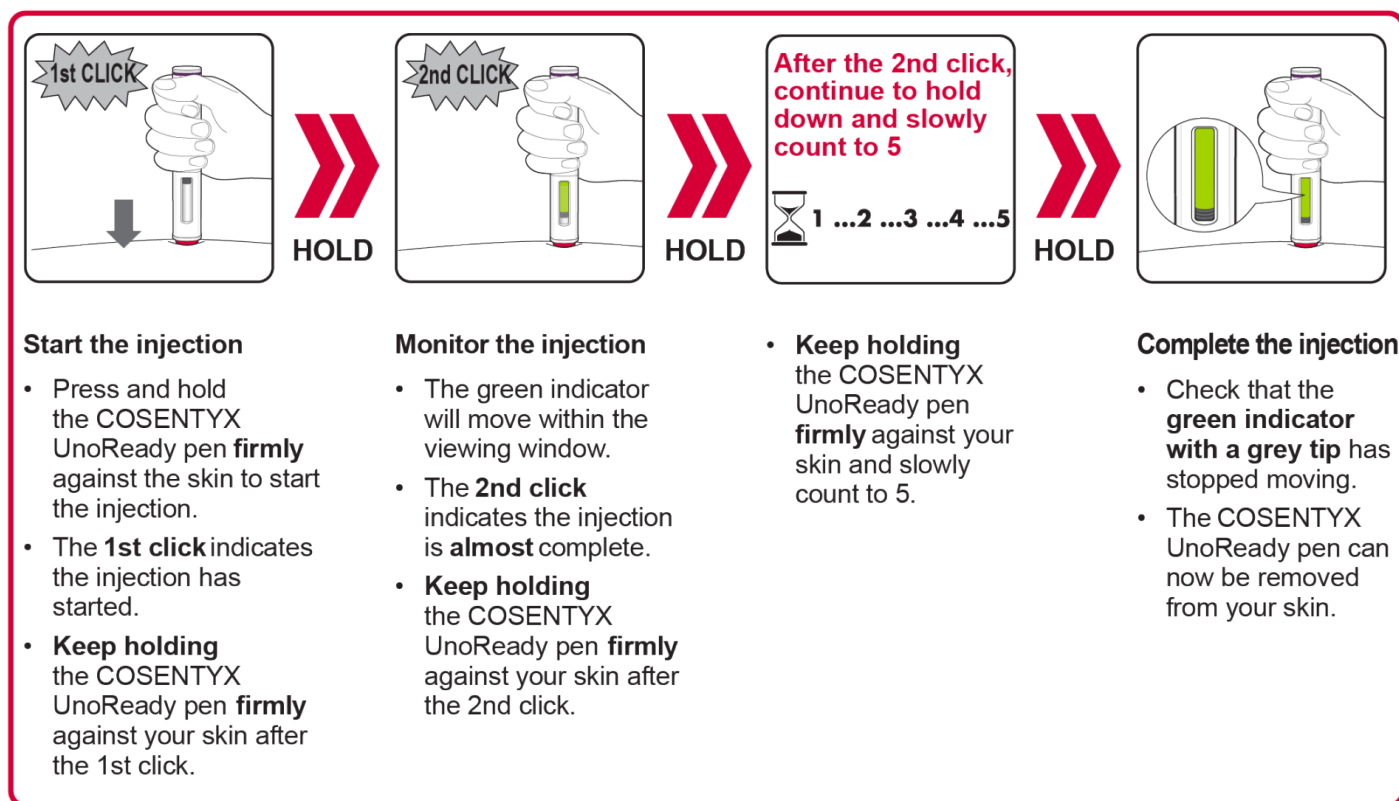 1st CLICK
HOLD
2nd CLICK
HOLD
After the 2nd click,
continue to hold
down and slowly
count to 5
1 ...2 ...3 ...4 ...5
HOLD
Start the injection
• Press and hold
the COSENTYX
UnoReady pen firmly
against the skin to start
the injection.
• The 1st click indicates
the injection has
started.
• Keep holding
the COSENTYX
UnoReady pen firmly
against your skin after
the 1st click.
Monitor the injection
• The green indicator
will move within the
viewing window.
• The 2nd click
indicates the injection
is almost complete.
• Keep holding
the COSENTYX
UnoReady pen firmly
against your skin after
the 2nd click.
• Keep holding
the COSENTYX
UnoReady pen
firmly against your
skin and slowly
count to 5.
Complete the injection
• Check that the
green indicator
with a grey tip has
stopped moving.
• The COSENTYX
UnoReady pen can
now be removed
from your skin.